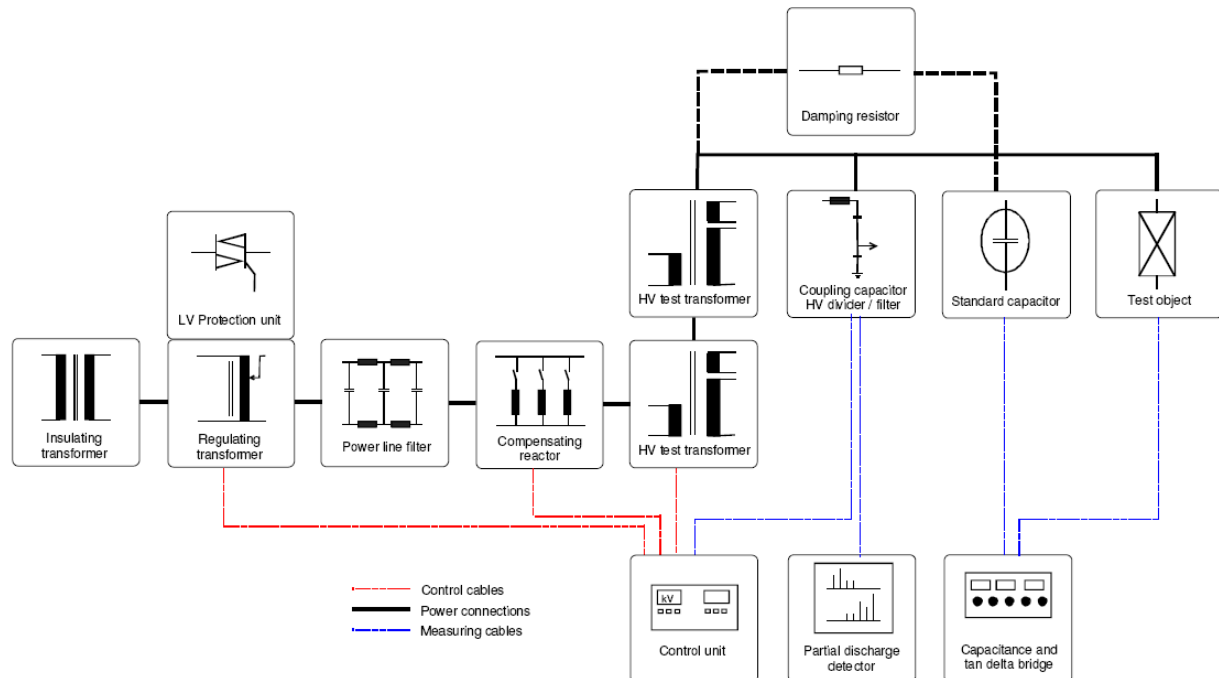 Damping resistor
LV Protection unit
HV test transformer
Coupling capacitor
HV divider / filter
Standard capacitor
Test object
Insulating
transformer
Regulating
transformer
Power line filter
Compensating
reactor
HV test transformer
Control cables
Power connections
Measuring cables
kV
Control unit
Partial discharge
detector
Capacitance and
tan delta bridge